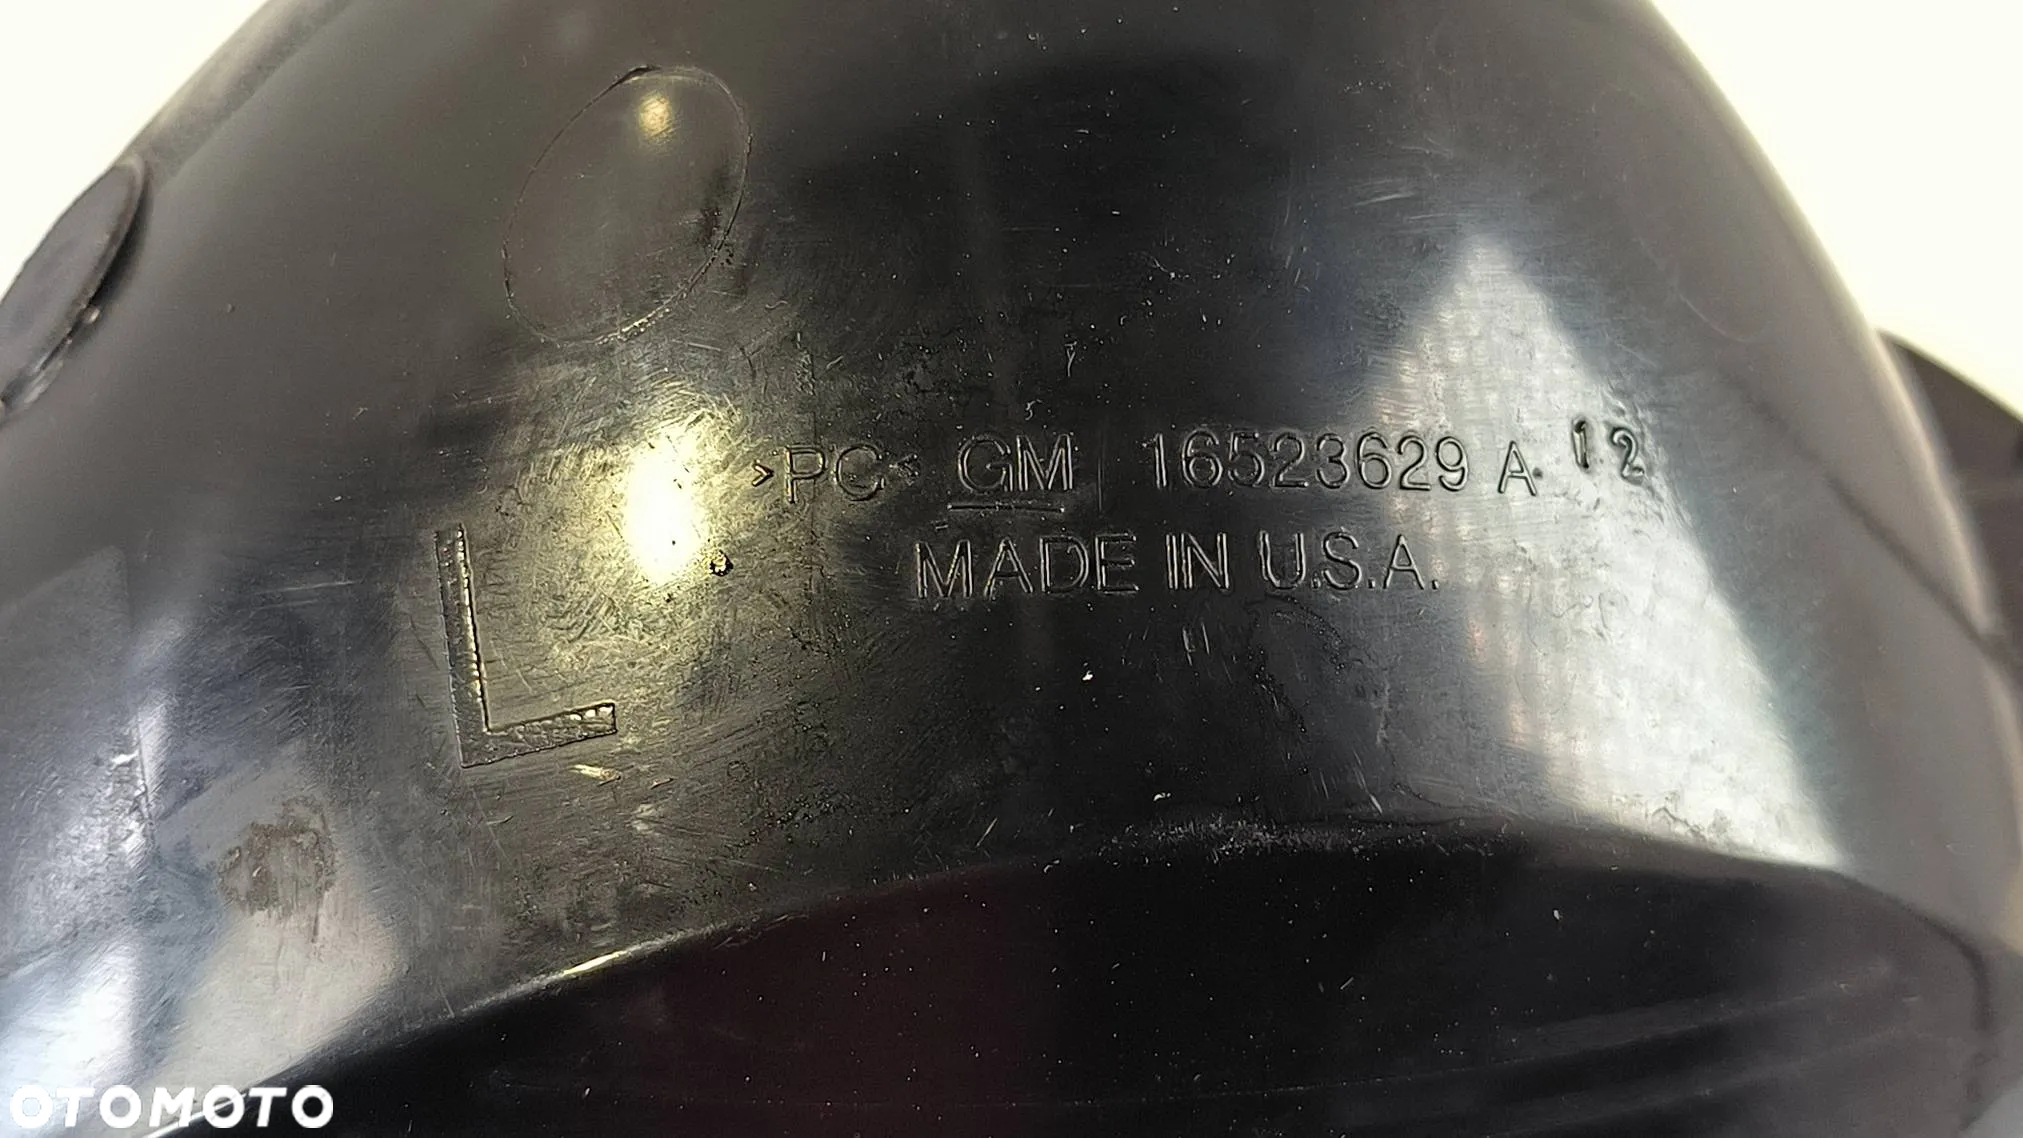 >PC< GM 16523629 A 12
MADE IN U.S.A.
L
OTOMOTO